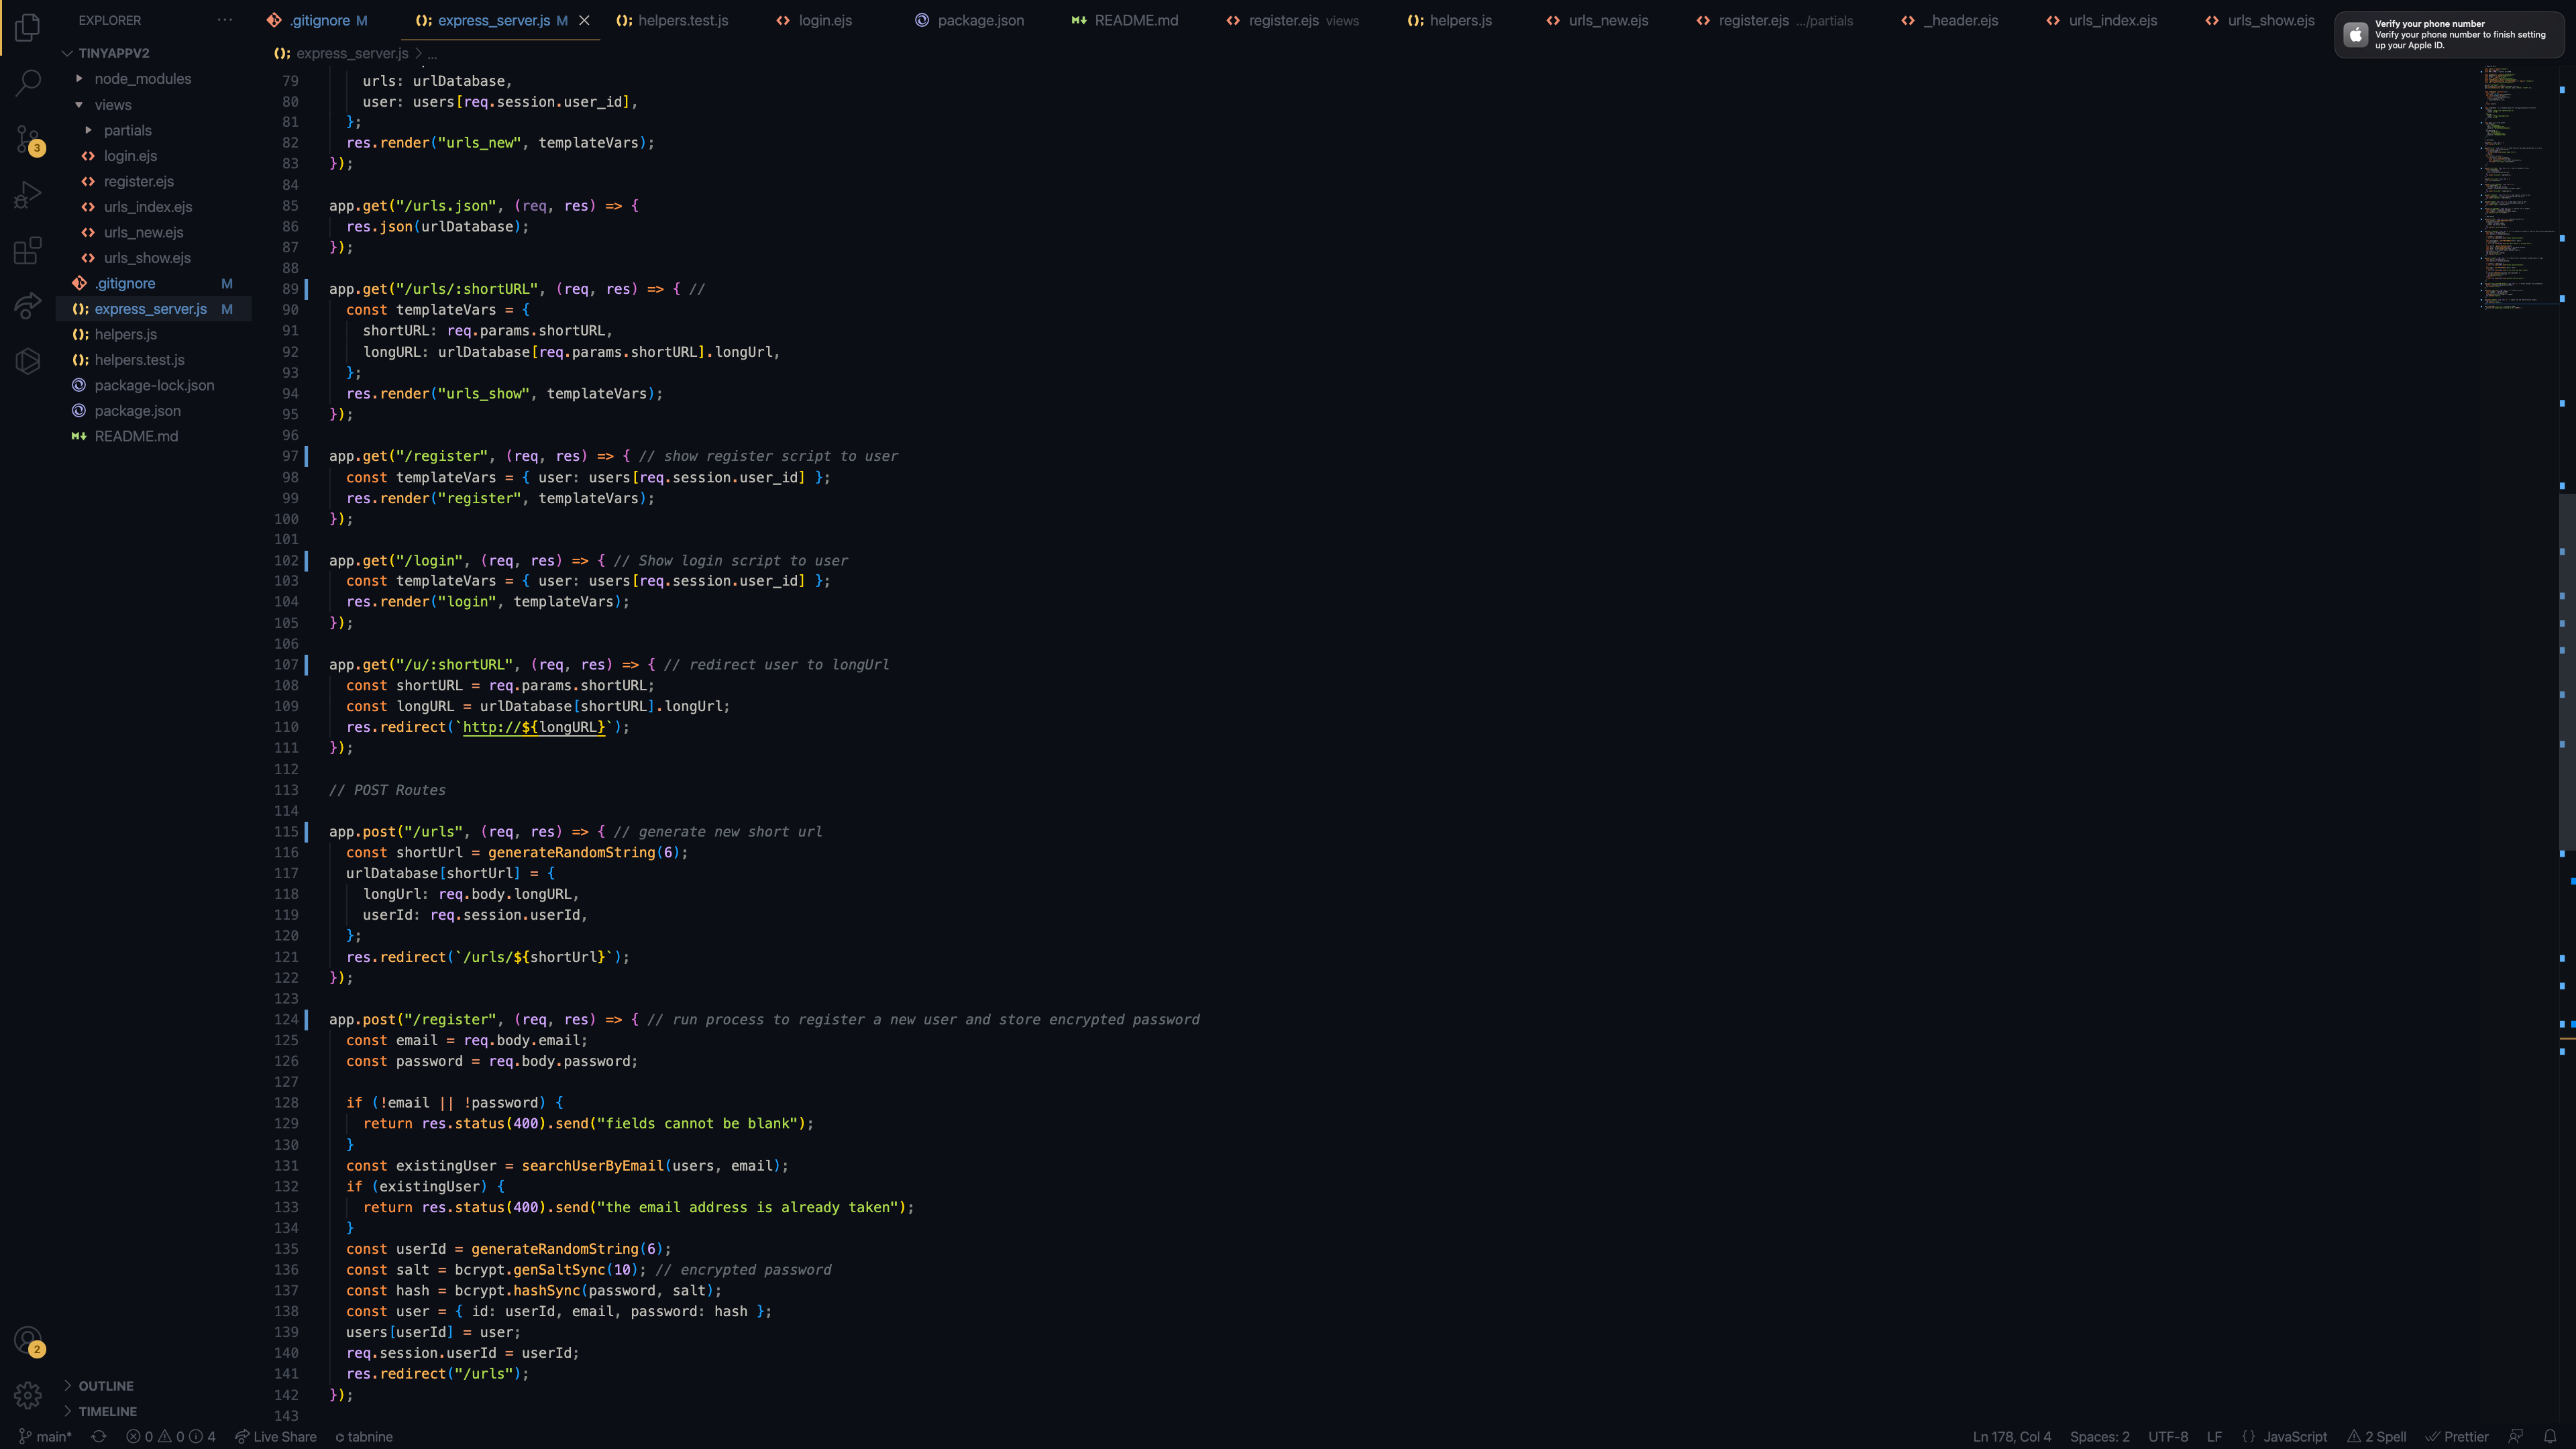 EXPLORER ...
.gitignore M
express_server.js M
helpers.test.js
login.ejs
package.json
README.md
register.ejs views
helpers.js
urls_new.ejs
register.ejs .../partials
_header.ejs
urls_index.ejs
urls_show.ejs
Verify your phone number
Verify your phone number to finish setting
up your Apple ID.
TINYAPPV2
node_modules
views
partials
login.ejs
register.ejs
urls_index.ejs
urls_new.ejs
urls_show.ejs
.gitignore M
express_server.js M
helpers.js
helpers.test.js
package-lock.json
package.json
README.md
3
2
OUTLINE
TIMELINE
express_server.js > ...
79 urls: urlDatabase,
80 user: users[req.session.user_id],
81 };
82 res.render("urls_new", templateVars);
83 });
84
85 app.get("/urls.json", (req, res) => {
86 res.json(urlDatabase);
87 });
88
89 app.get("/urls/:shortURL", (req, res) => { //
90 const templateVars = {
91 shortURL: req.params.shortURL,
92 longURL: urlDatabase[req.params.shortURL].longUrl,
93 };
94 res.render("urls_show", templateVars);
95 });
96
97 app.get("/register", (req, res) => { // show register script to user
98 const templateVars = { user: users[req.session.user_id] };
99 res.render("register", templateVars);
100 });
101
102 app.get("/login", (req, res) => { // Show login script to user
103 const templateVars = { user: users[req.session.user_id] };
104 res.render("login", templateVars);
105 });
106
107 app.get("/u/:shortURL", (req, res) => { // redirect user to longUrl
108 const shortURL = req.params.shortURL;
109 const longURL = urlDatabase[shortURL].longUrl;
110 res.redirect(`http://${longURL}`);
111 });
112
113 // POST Routes
114
115 app.post("/urls", (req, res) => { // generate new short url
116 const shortUrl = generateRandomString(6);
117 urlDatabase[shortUrl] = {
118 longUrl: req.body.longURL,
119 userId: req.session.userId,
120 };
121 res.redirect(`/urls/${shortUrl}`);
122 });
123
124 app.post("/register", (req, res) => { // run process to register a new user and store encrypted password
125 const email = req.body.email;
126 const password = req.body.password;
127
128 if (!email || !password) {
129 return res.status(400).send("fields cannot be blank");
130 }
131 const existingUser = searchUserByEmail(users, email);
132 if (existingUser) {
133 return res.status(400).send("the email address is already taken");
134 }
135 const userId = generateRandomString(6);
136 const salt = bcrypt.genSaltSync(10); // encrypted password
137 const hash = bcrypt.hashSync(password, salt);
138 const user = { id: userId, email, password: hash };
139 users[userId] = user;
140 req.session.userId = userId;
141 res.redirect("/urls");
142 });
143
main* 0 0 4 Live Share tabnine
Ln 178, Col 4 Spaces: 2 UTF-8 LF {} JavaScript 2 Spell Prettier